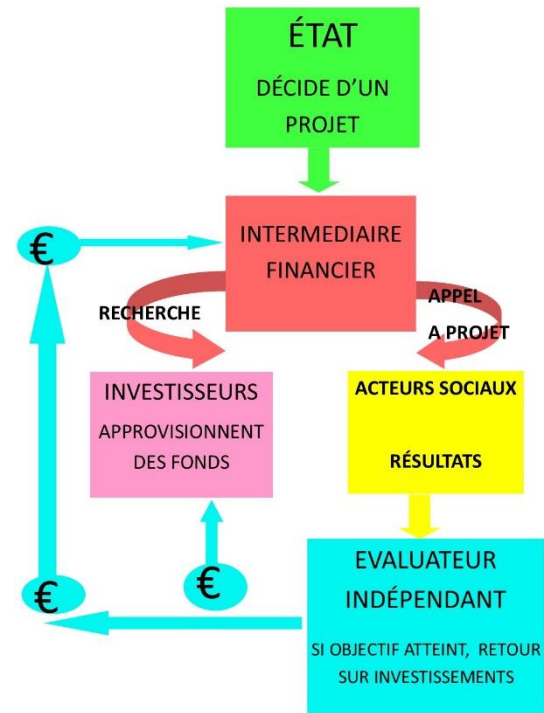 ÉTAT
DÉCIDE D'UN
PROJET
INTERMEDIAIRE
FINANCIER
€
RECHERCHE
APPEL
A PROJET
INVESTISSEURS
APPROVISIONNENT
DES FONDS
ACTEURS SOCIAUX
RÉSULTATS
€
€
EVALUATEUR
INDÉPENDANT
SI OBJECTIF ATTEINT, RETOUR
SUR INVESTISSEMENTS